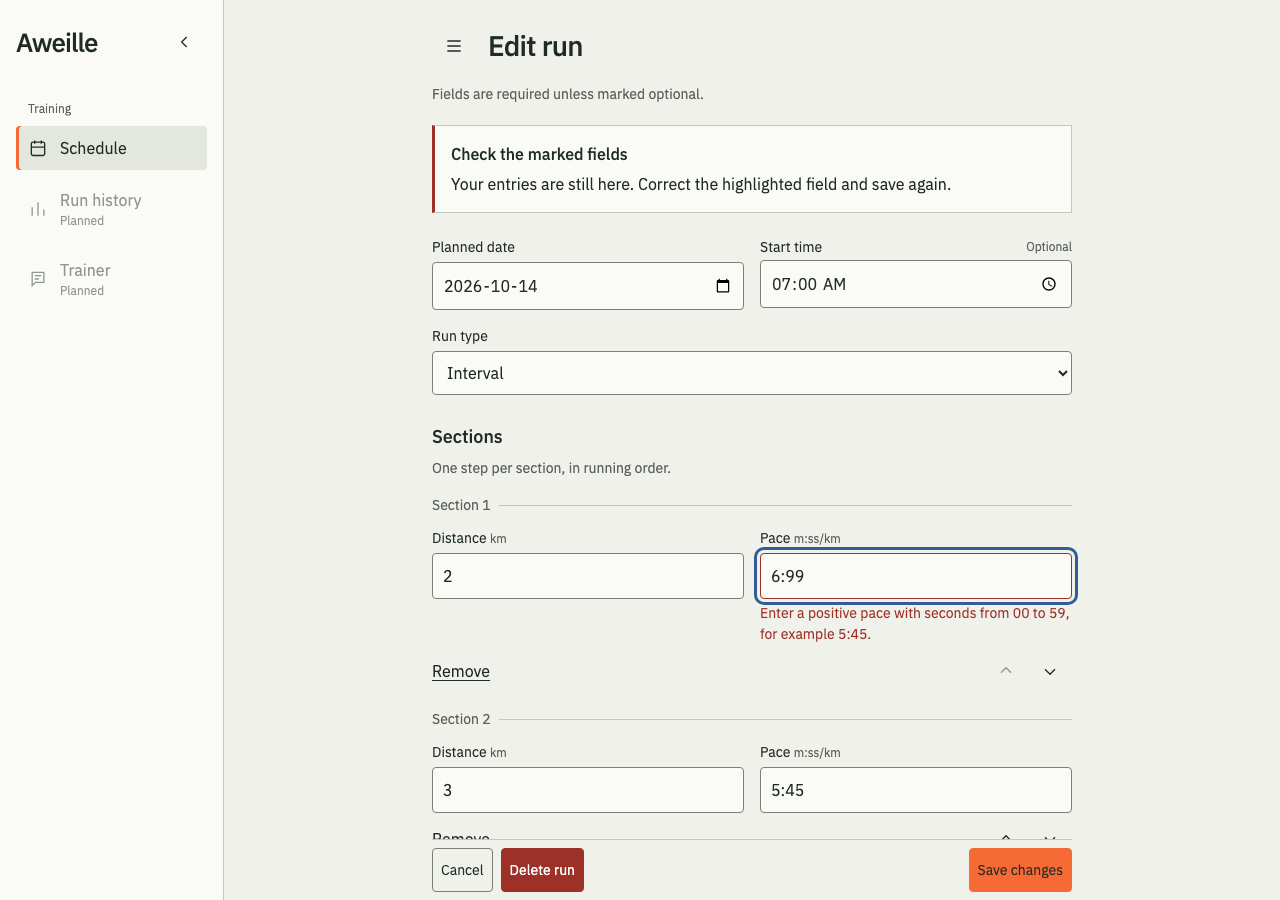 Aweille
Training
Schedule
Run history
Planned
Trainer
Planned
Edit run
Fields are required unless marked optional.
Check the marked fields
Your entries are still here. Correct the highlighted field and save again.
Planned date
2026-10-14
Start time Optional
07:00 AM
Run type
Interval
Sections
One step per section, in running order.
Section 1
Distance km
2
Pace m:ss/km
6:99
Enter a positive pace with seconds from 00 to 59,
for example 5:45.
Remove
Section 2
Distance km
3
Pace m:ss/km
5:45
Remove
Cancel
Delete run
Save changes